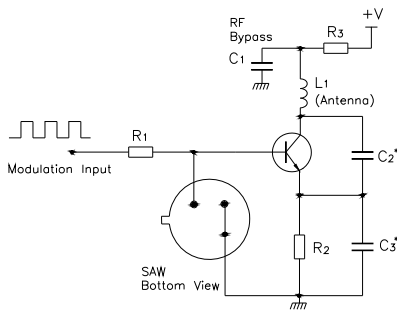 +V
RF
Bypass
R3
C1
L1
(Antenna)
R1
Modulation Input
C2*
SAW
Bottom View
R2
C3*